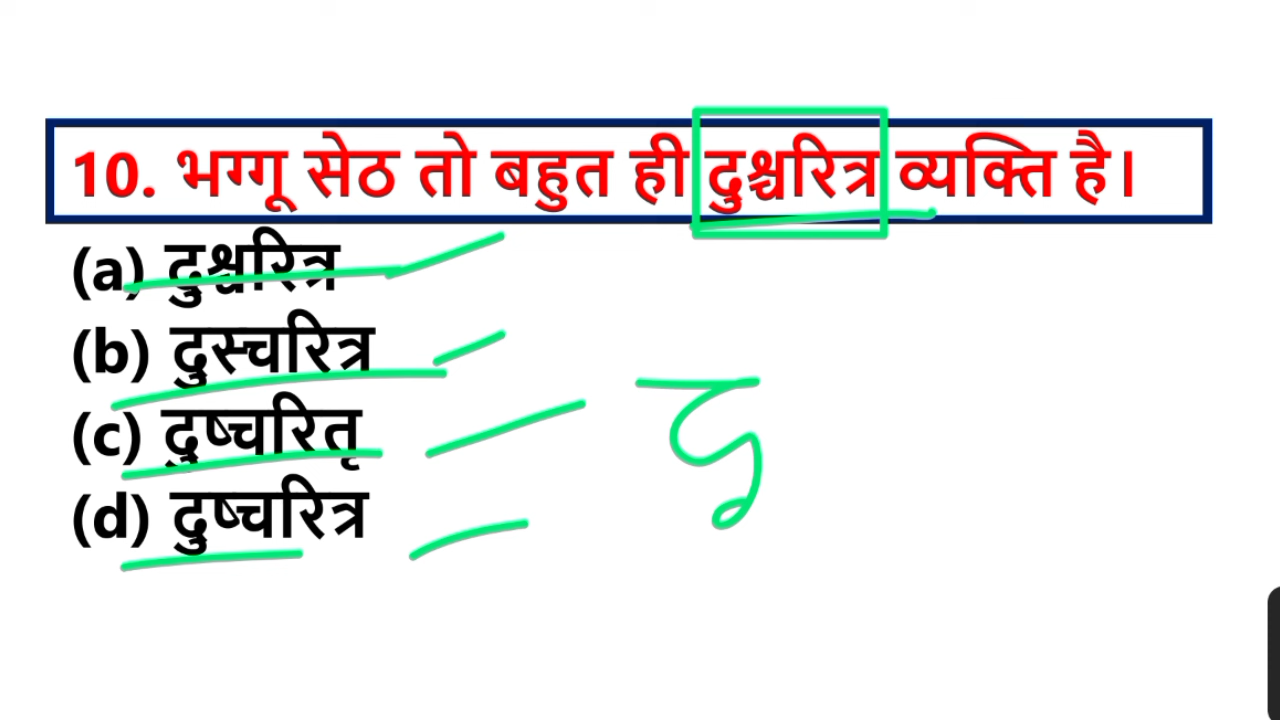 10. भग्गू सेठ तो बहुत ही दुश्चरित्र व्यक्ति है।
(a) दुश्चरित्र
(b) दुस्चरित्र
(c) दुष्चरितृ
(d) दुष्चरित्र
दु